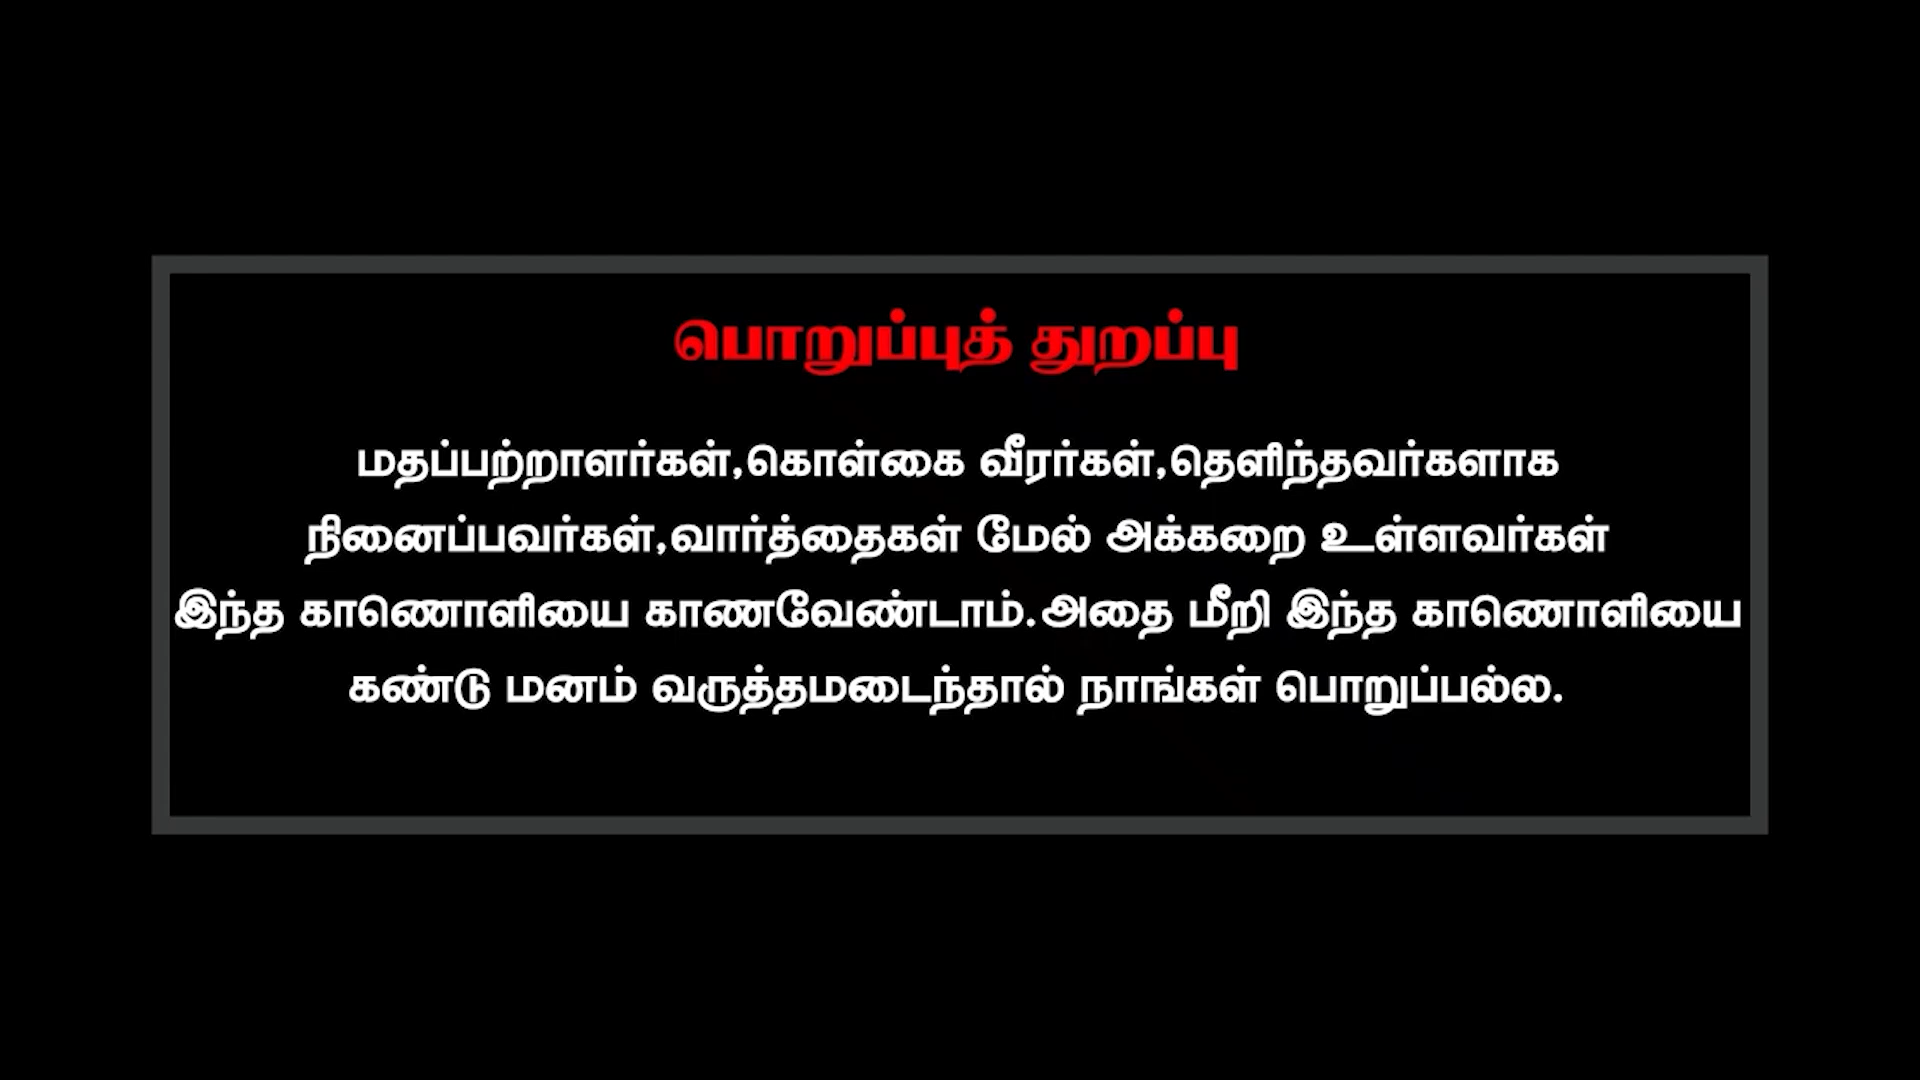 பொறுப்புத் துறப்பு
மதப்பற்றாளர்கள்,கொள்கை வீரர்கள்,தெளிந்தவர்களாக
நினைப்பவர்கள்,வார்த்தைகள் மேல் அக்கறை உள்ளவர்கள்
இந்த காணொளியை காணவேண்டாம்.அதை மீறி இந்த காணொளியை
கண்டு மனம் வருத்தமடைந்தால் நாங்கள் பொறுப்பல்ல.